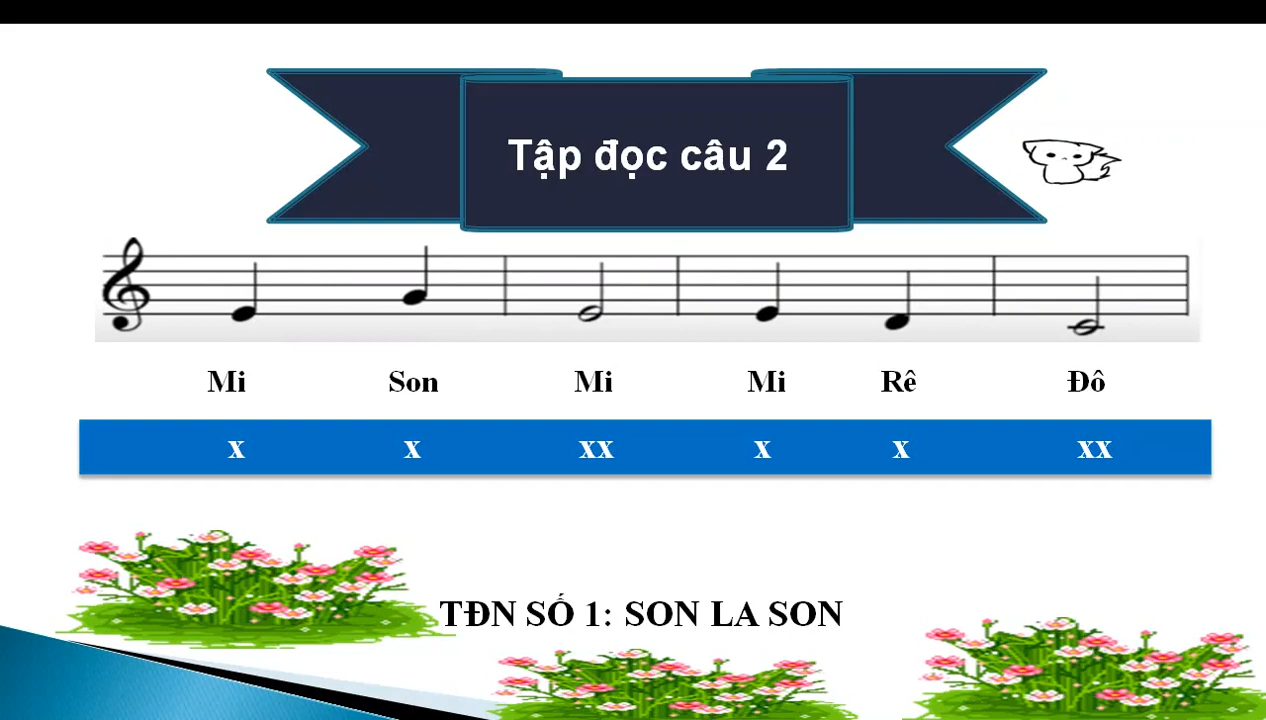 Tập đọc câu 2
Mi Son Mi Mi Rê Đô
x x xx x x xx
TĐN SỐ 1: SON LA SON